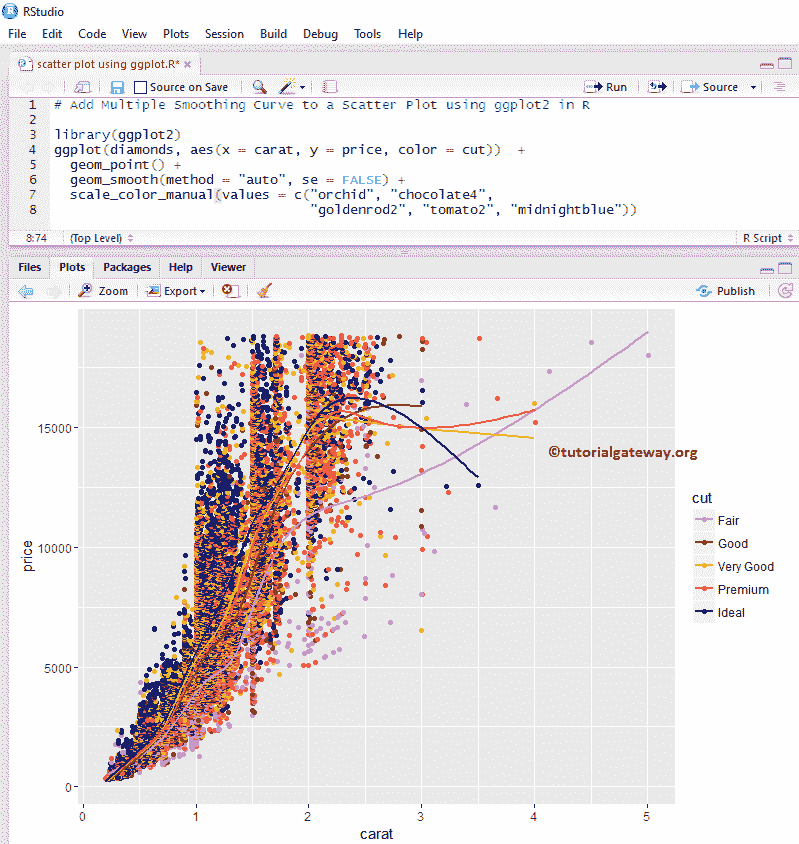 RStudio
File Edit Code View Plots Session Build Debug Tools Help
scatter plot using ggplot.R*
Source on Save Run Source
1 # Add Multiple Smoothing Curve to a Scatter Plot using ggplot2 in R
2
3 library(ggplot2)
4 ggplot(diamonds, aes(x = carat, y = price, color = cut)) +
5 geom_point() +
6 geom_smooth(method = "auto", se = FALSE) +
7 scale_color_manual(values = c("orchid", "chocolate4",
8 "goldenrod2", "tomato2", "midnightblue"))
8:74 (Top Level) R Script
Files Plots Packages Help Viewer
Zoom Export Publish
15000
10000
5000
0
price
0 1 2 3 4 5
carat
©tutorialgateway.org
cut
Fair
Good
Very Good
Premium
Ideal